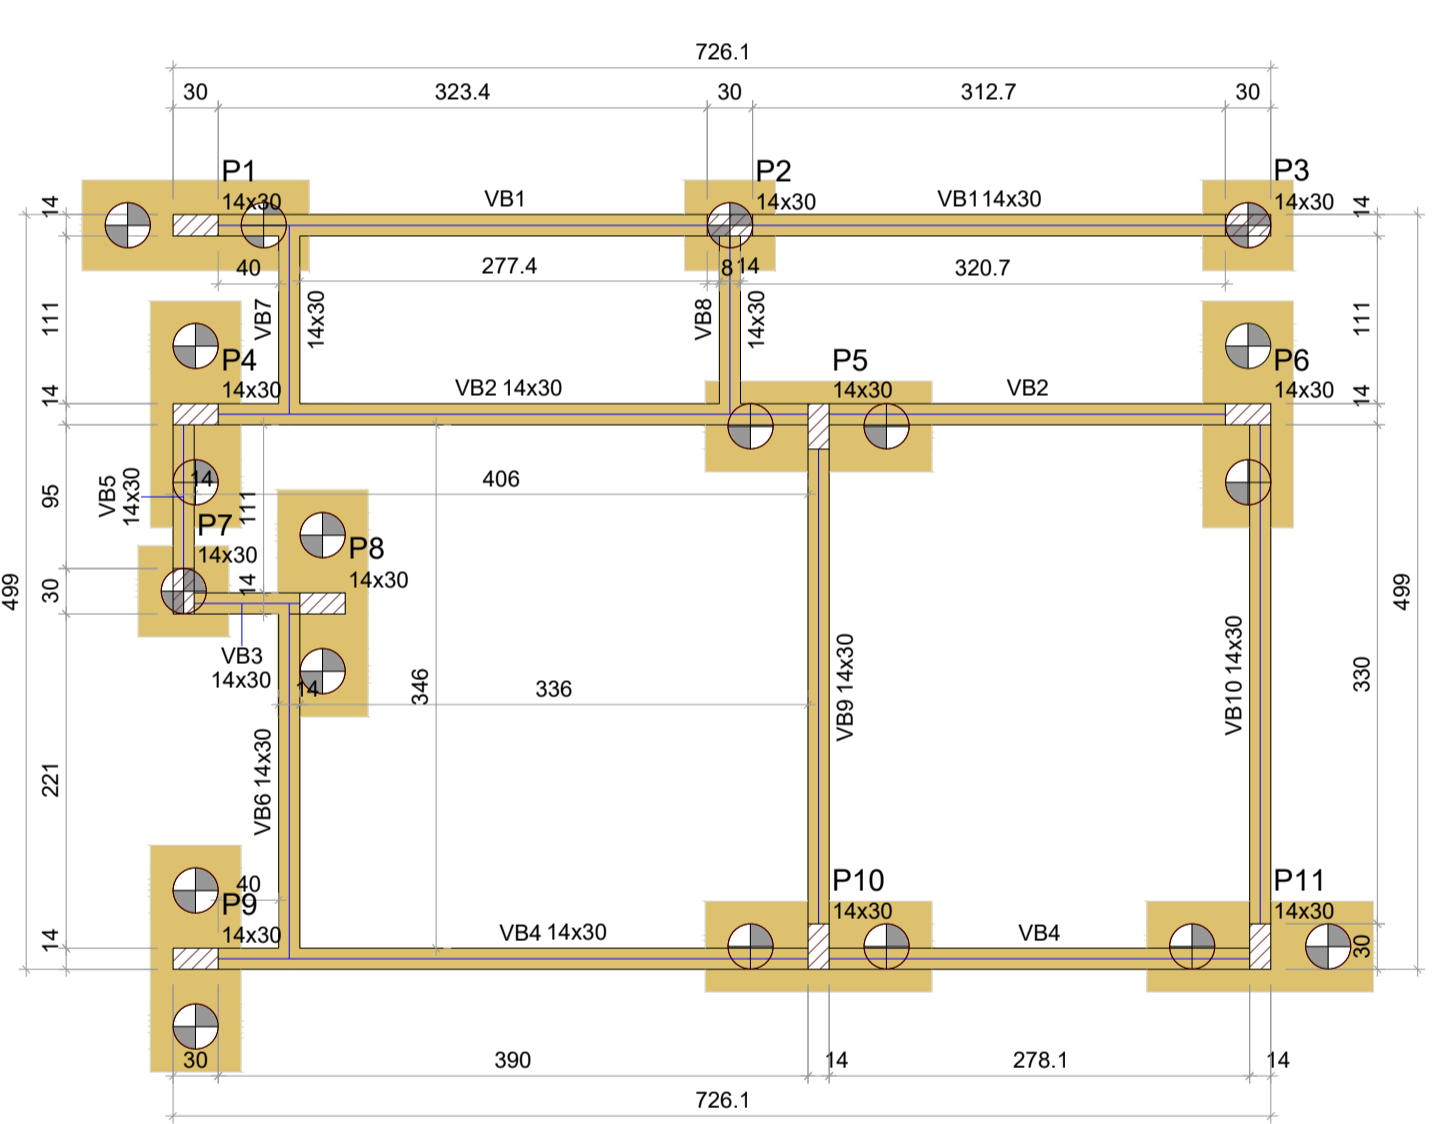 726.1
30 323.4 30 312.7 30
P1 P2 P3
14x30 VB1 14x30 VB114x30 14x30
14 14
40 277.4 8 14 320.7
111 VB7 14x30 VB8 14x30 111
P4 P5 P6
14x30 VB2 14x30 14x30 VB2 14x30
14 14
14 406
95 VB5 14x30 111
P7 P8
14x30 14x30
499 30 14 499
VB3
14x30
14 346 336 VB9 14x30 VB10 14x30 330
221 VB6 14x30
40
P9 P10 P11
14x30 14x30 14x30
14 VB4 14x30 VB4 30
30 390 14 278.1 14
726.1